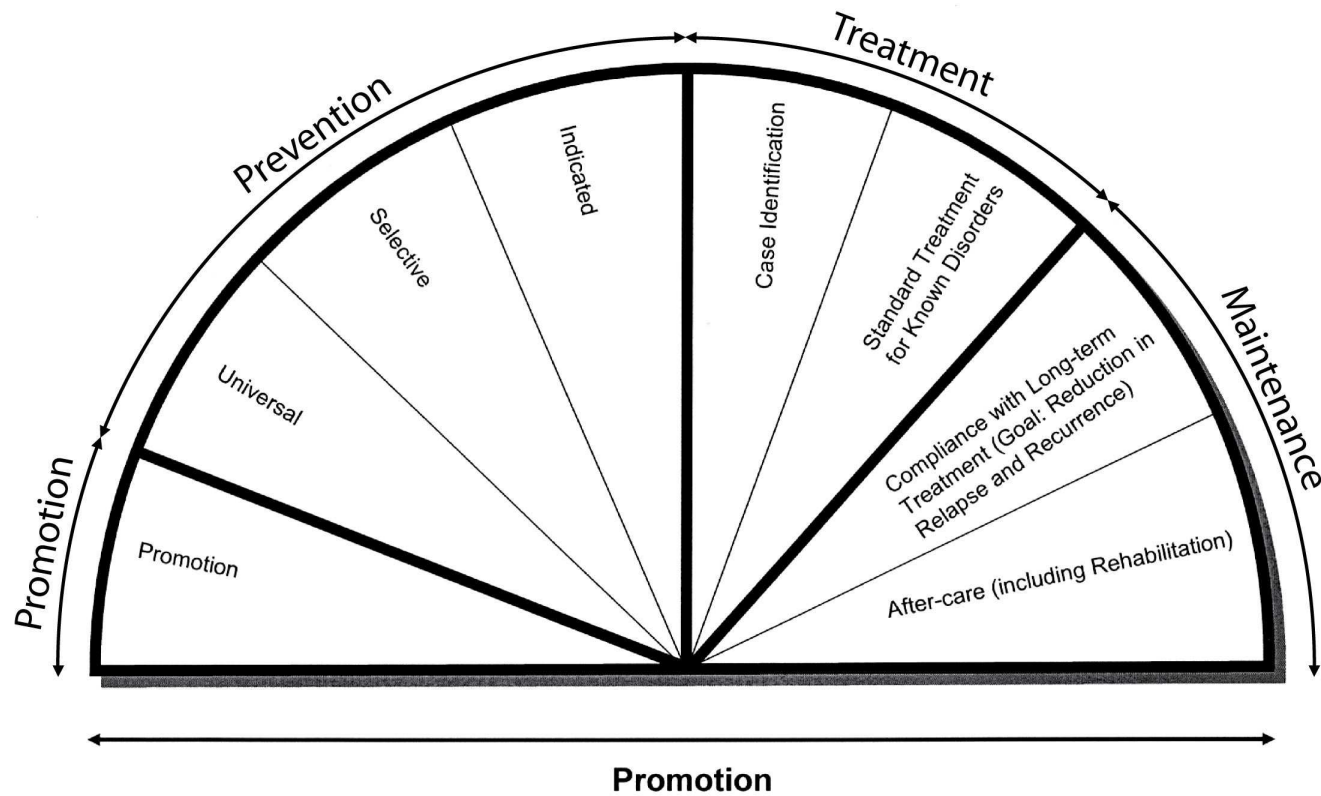 Promotion
Prevention
Treatment
Maintenance
Promotion
Universal
Selective
Indicated
Case Identification
Standard Treatment
for Known Disorders
Compliance with Long-term
Treatment (Goal: Reduction in
Relapse and Recurrence)
After-care (including Rehabilitation)
Promotion